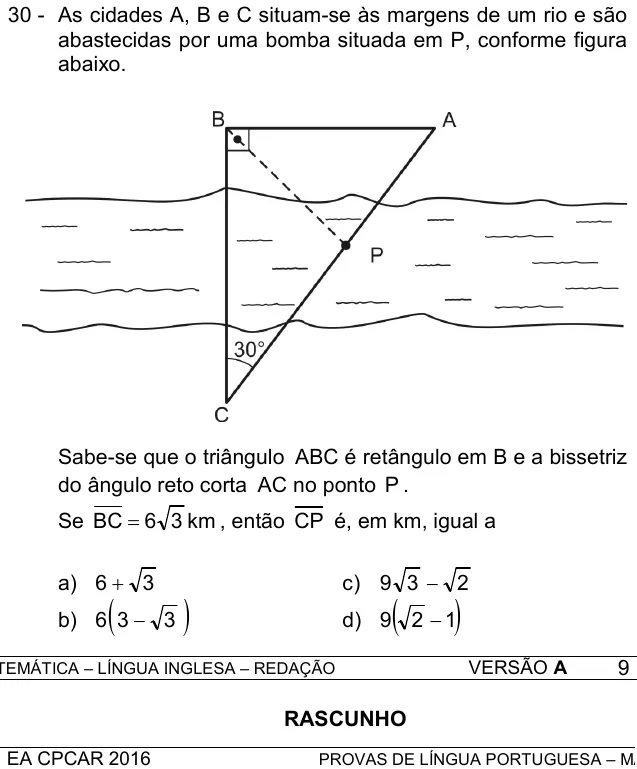 30 - As cidades A, B e C situam-se às margens de um rio e são
abastecidas por uma bomba situada em P, conforme figura
abaixo.
B
A
P
30°
C
Sabe-se que o triângulo ABC é retângulo em B e a bissetriz
do ângulo reto corta AC no ponto P.
Se \overline{BC} = 6√3 km, então \overline{CP} é, em km, igual a
a) 6 + √3
c) 9√3 − √2
b) 6(3 − √3)
d) 9(√2 − 1)
TEMÁTICA – LÍNGUA INGLESA – REDAÇÃO VERSÃO A 9
RASCUNHO
EA CPCAR 2016 PROVAS DE LÍNGUA PORTUGUESA – MA